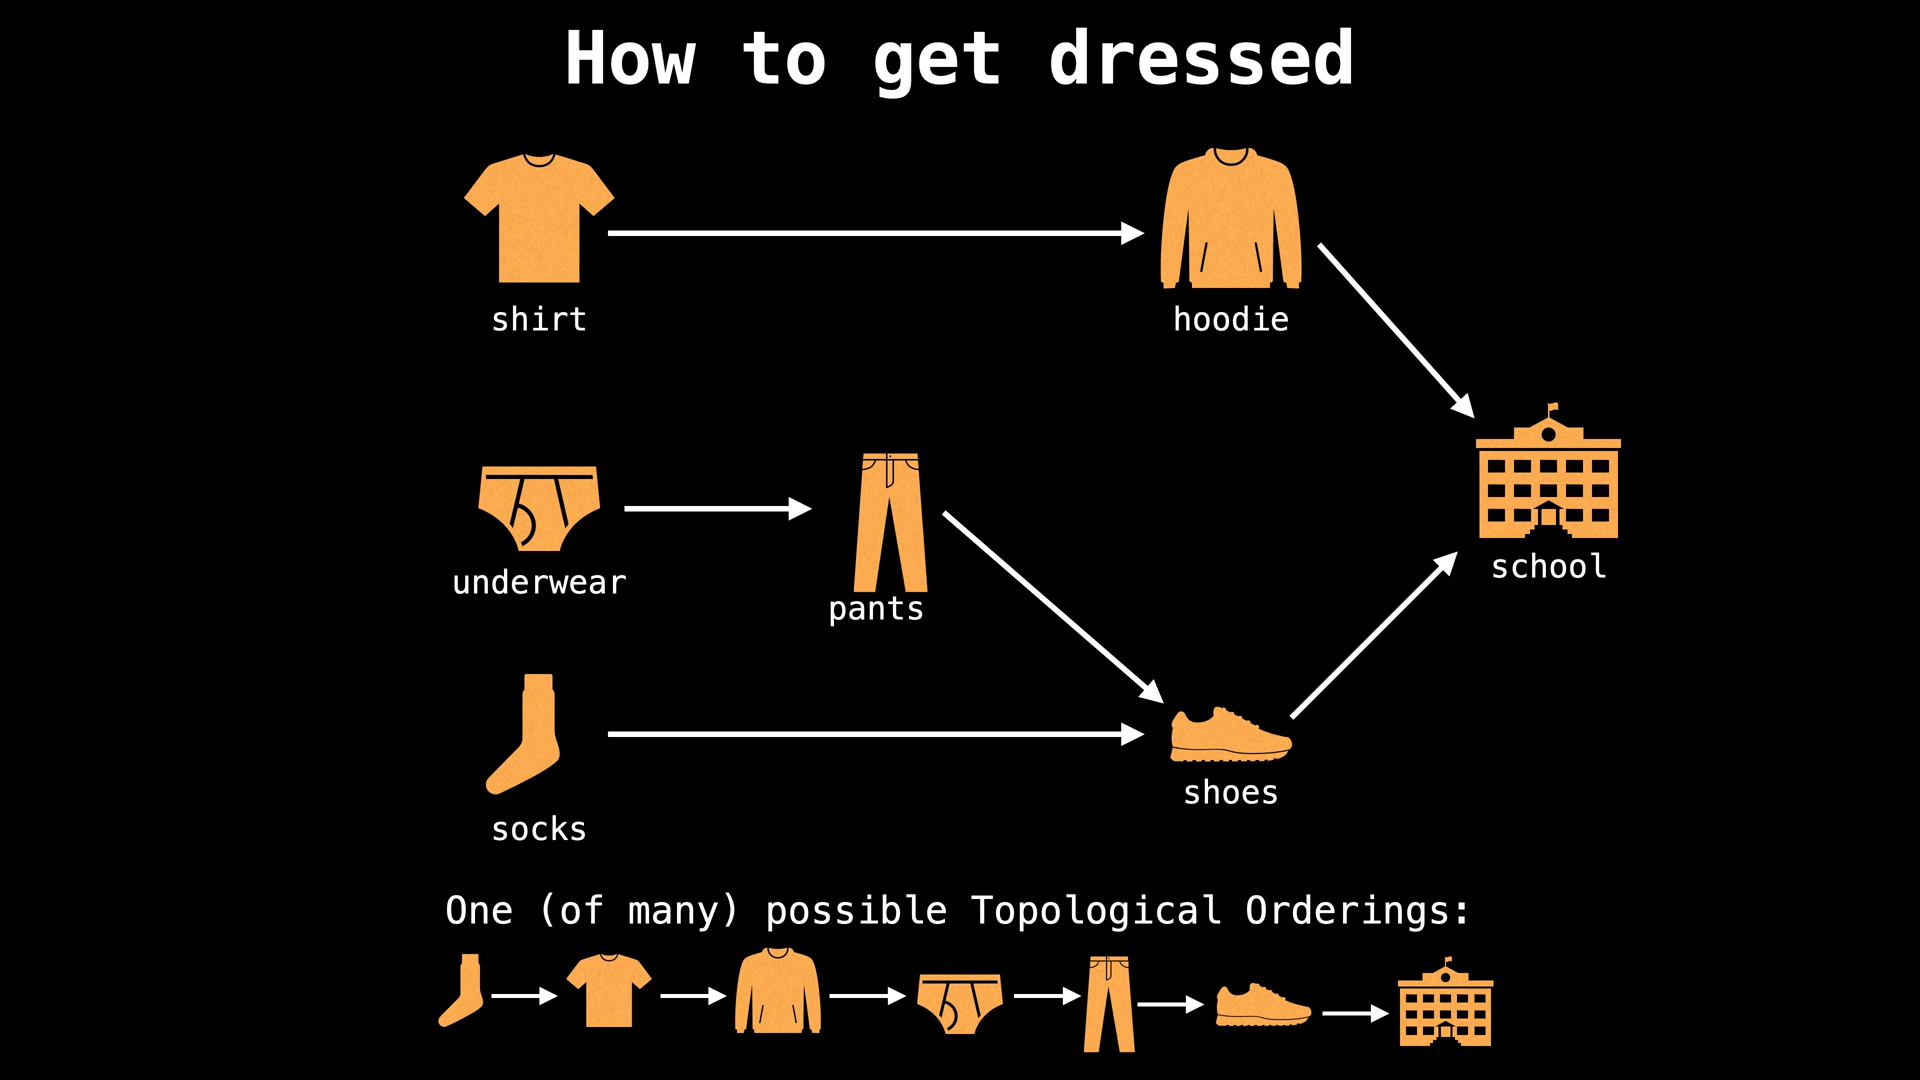 How to get dressed
shirt
hoodie
school
underwear
pants
shoes
socks
One (of many) possible Topological Orderings: